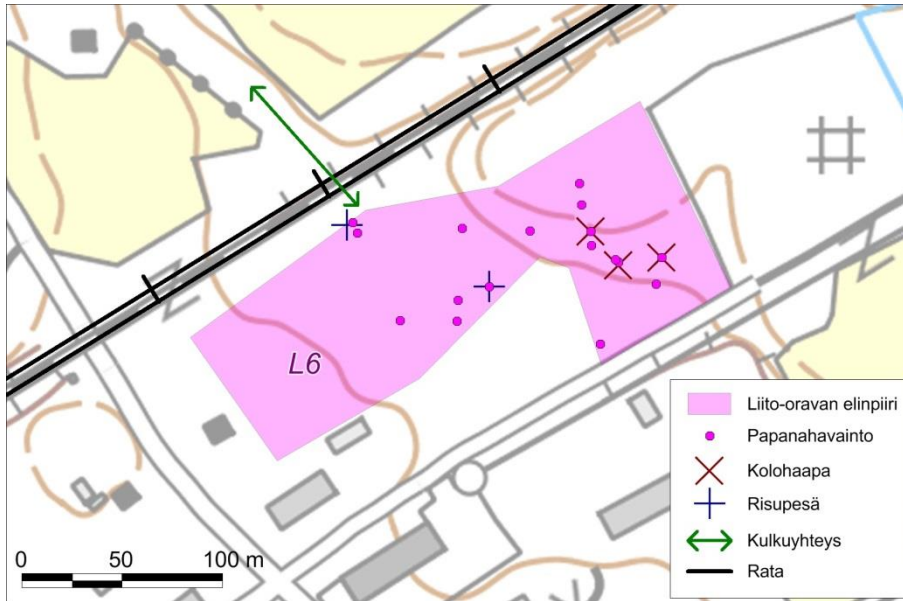 L6
Liito-oravan elinpiiri
Papanahavainto
Kolohaapa
Risupesä
Kulkuyhteys
Rata
0 50 100 m